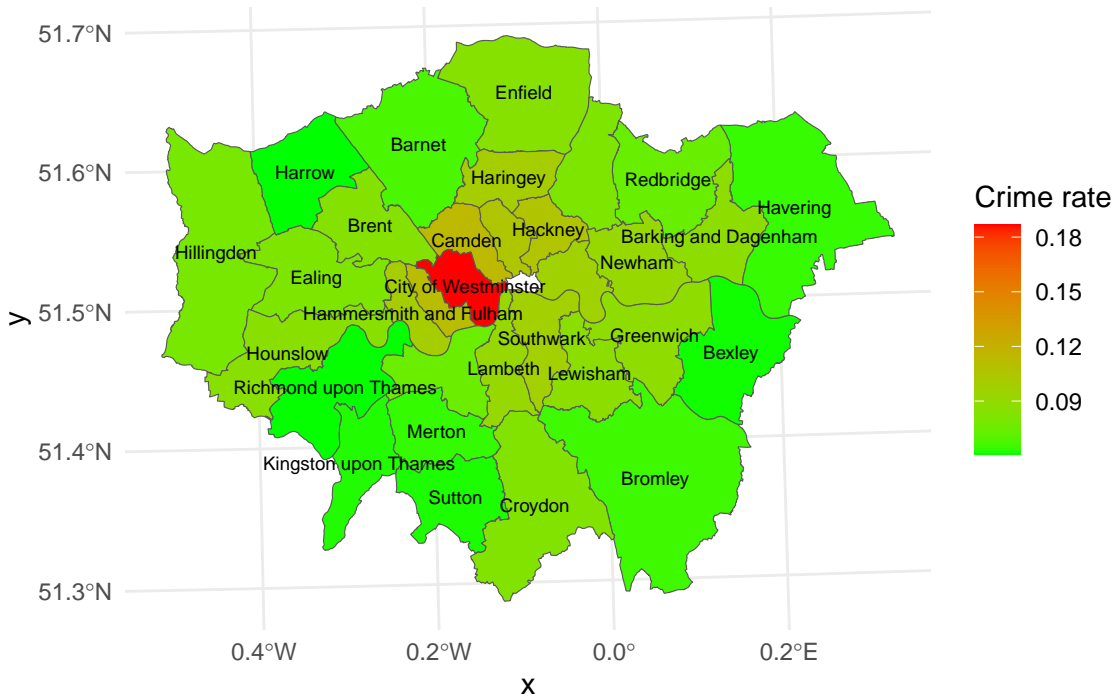 51.7°N
51.6°N
51.5°N
51.4°N
51.3°N
y
Enfield
Barnet
Harrow
Haringey
Redbridge
Havering
Brent
Hackney
Camden
Barking and Dagenham
Hillingdon
Newham
Ealing
City of Westminster
Hammersmith and Fulham
Southwark
Greenwich
Hounslow
Bexley
Lambeth
Lewisham
Richmond upon Thames
Merton
Kingston upon Thames
Bromley
Sutton
Croydon
0.4°W
0.2°W
0.0°
0.2°E
x
Crime rate
0.18
0.15
0.12
0.09